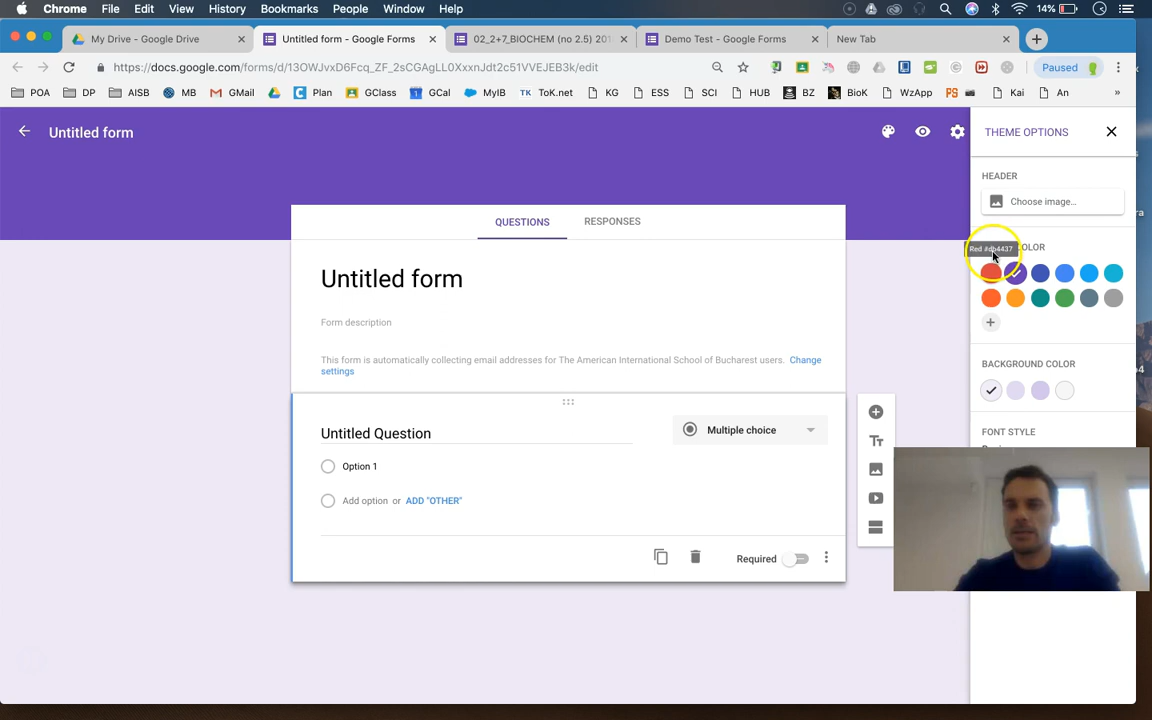 Chrome File Edit View History Bookmarks People Window Help 14%
My Drive - Google Drive Untitled form - Google Forms 02_2+7_BIOCHEM (no 2.5) 201 Demo Test - Google Forms New Tab
https://docs.google.com/forms/d/13OWJvxD6Fcq_ZF_2sCGAgLL0XxxnJdt2c51VVEJEB3k/edit Paused
POA DP AISB MB GMail Plan GClass GCal MyIB ToK.net KG ESS SCI HUB BZ BioK WzApp PS Kai An »
Untitled form
THEME OPTIONS
HEADER
Choose image...
Red #db4437
COLOR
QUESTIONS RESPONSES
Untitled form
Form description
This form is automatically collecting email addresses for The American International School of Bucharest users. Change
settings
BACKGROUND COLOR
FONT STYLE
Untitled Question
Multiple choice
Option 1
Add option or ADD "OTHER"
Required